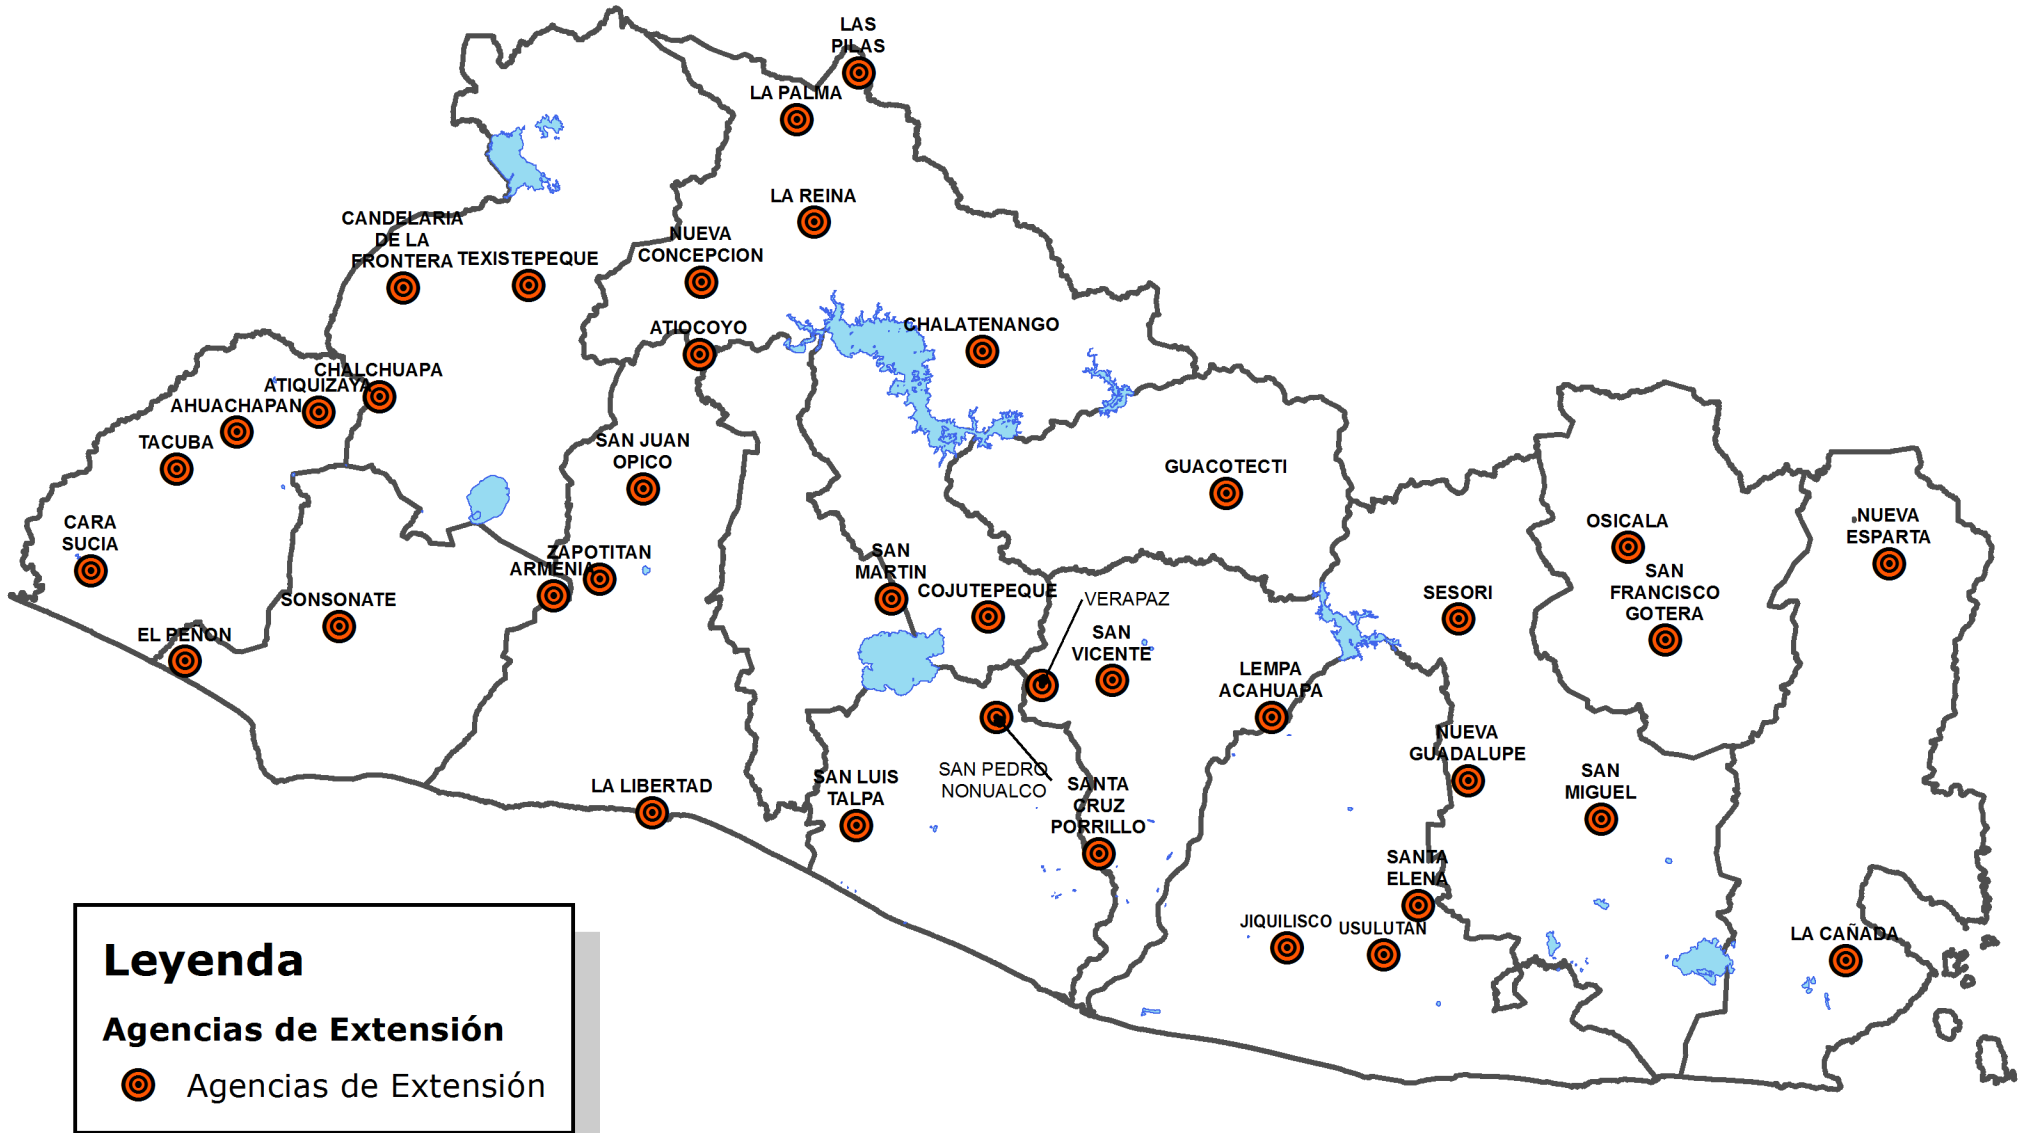 LAS
PILAS
LA PALMA
LA REINA
CANDELARIA
DE LA
FRONTERA
TEXISTEPEQUE
NUEVA
CONCEPCION
ATIOCOYO
CHALATENANGO
CHALCHUAPA
ATIQUIZAYA
AHUACHAPAN
TACUBA
SAN JUAN
OPICO
GUACOTECTI
CARA
SUCIA
OSICALA
NUEVA
ESPARTA
ZAPOTITAN
ARMENIA
SAN
MARTIN
COJUTEPEQUE
VERAPAZ
SAN
VICENTE
SESORI
SAN
FRANCISCO
GOTERA
SONSONATE
EL PEÑON
LEMPA
ACAHUAPA
NUEVA
GUADALUPE
SAN PEDRO
NONUALCO
SAN LUIS
TALPA
SANTA
CRUZ
PORRILLO
SAN
MIGUEL
LA LIBERTAD
SANTA
ELENA
JIQUILISCO
USULUTAN
LA CAÑADA
Leyenda
Agencias de Extensión
Agencias de Extensión